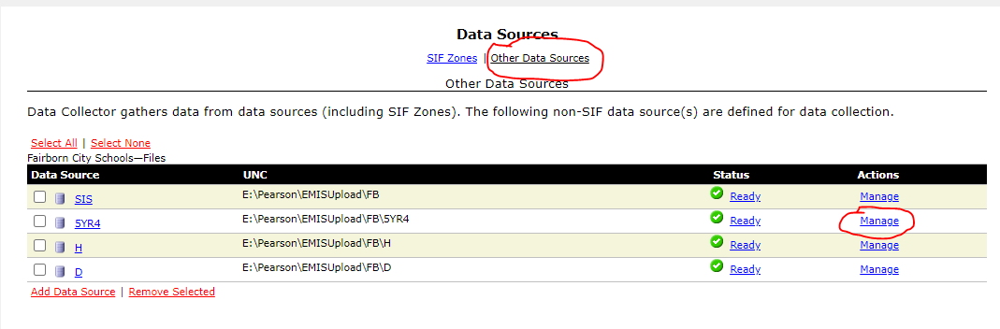 Data Sources
SIF Zones | Other Data Sources
Other Data Sources
Data Collector gathers data from data sources (including SIF Zones). The following non-SIF data source(s) are defined for data collection.
Select All | Select None
Fairborn City Schools—Files
Data Source UNC Status Actions
SIS E:\Pearson\EMISUpload\FB Ready Manage
5YR4 E:\Pearson\EMISUpload\FB\5YR4 Ready Manage
H E:\Pearson\EMISUpload\FB\H Ready Manage
D E:\Pearson\EMISUpload\FB\D Ready Manage
Add Data Source | Remove Selected